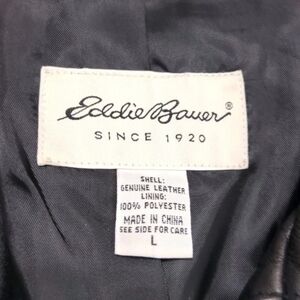 Eddie Bauer®
SINCE 1920
SHELL:
GENUINE LEATHER
LINING:
100% POLYESTER
MADE IN CHINA
SEE SIDE FOR CARE
L